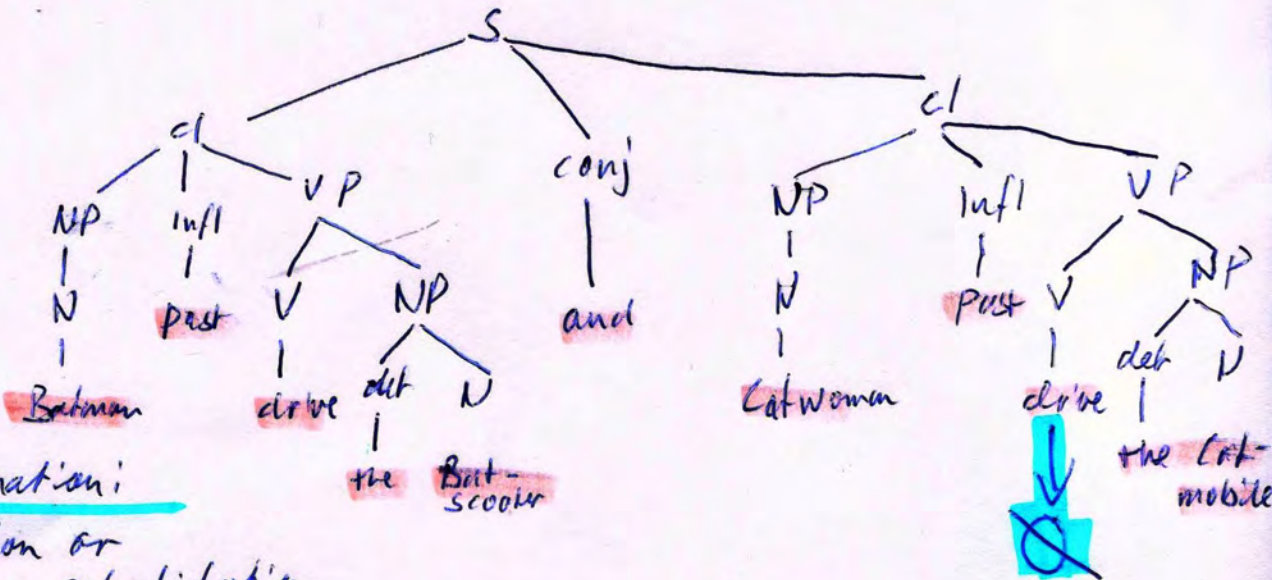 S
cl conj cl
NP Infl VP NP Infl VP
N past V NP and N past V NP
Batman drive det N Catwoman drive det N
the Bat-
scooter
the Cat-
mobile
∅
ation:
on or